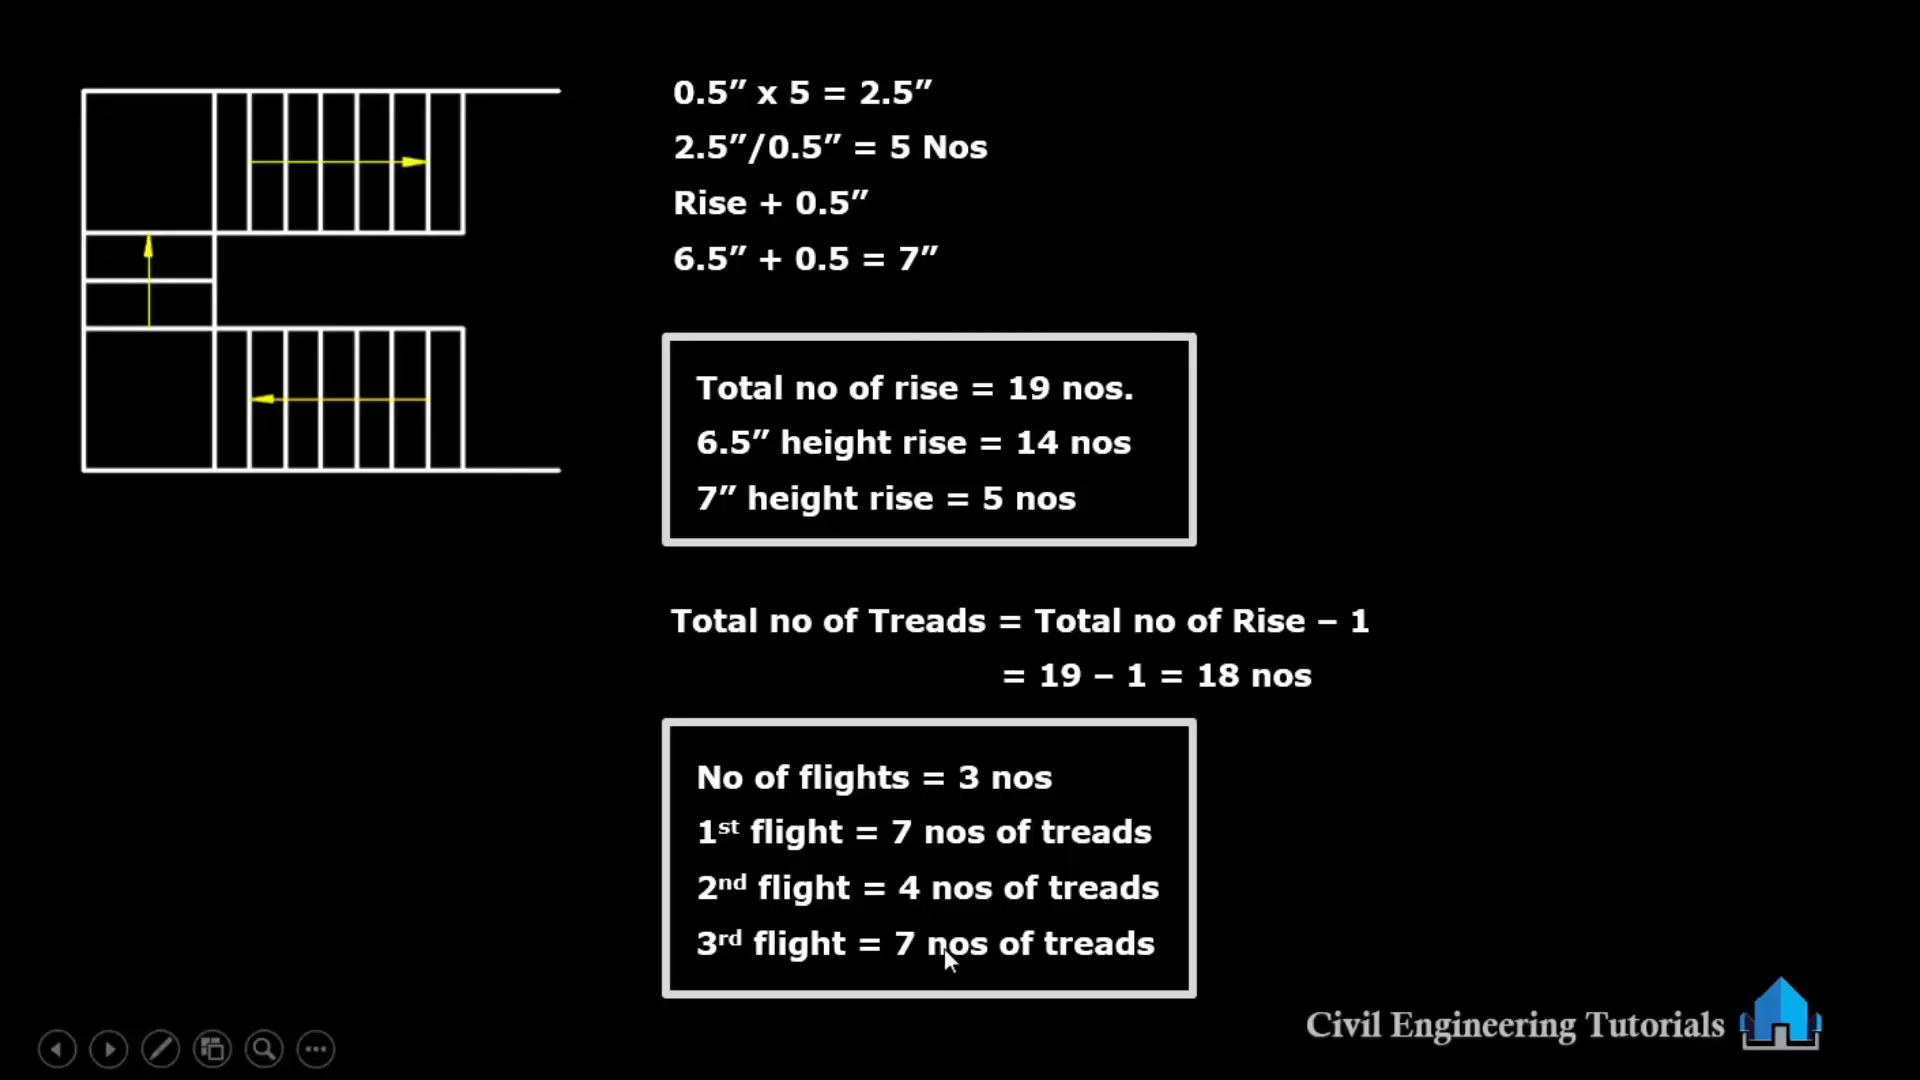 0.5” x 5 = 2.5”
2.5”/0.5” = 5 Nos
Rise + 0.5”
6.5” + 0.5 = 7”
Total no of rise = 19 nos.
6.5” height rise = 14 nos
7” height rise = 5 nos
Total no of Treads = Total no of Rise – 1
= 19 – 1 = 18 nos
No of flights = 3 nos
1st flight = 7 nos of treads
2nd flight = 4 nos of treads
3rd flight = 7 nos of treads
Civil Engineering Tutorials